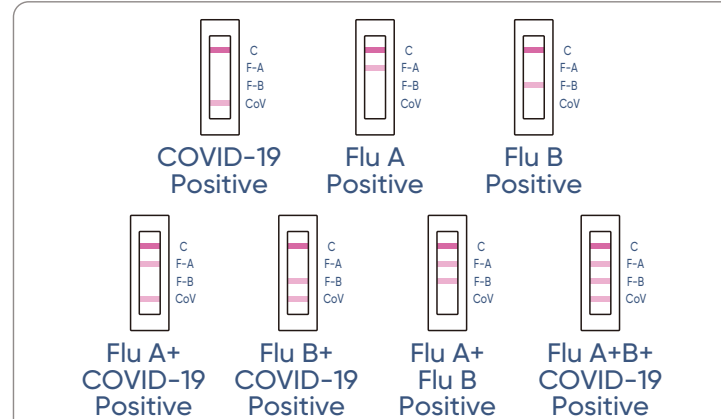 C
F-A
F-B
CoV
COVID-19
Positive
C
F-A
F-B
CoV
Flu A
Positive
C
F-A
F-B
CoV
Flu B
Positive
C
F-A
F-B
CoV
Flu A+
COVID-19
Positive
C
F-A
F-B
CoV
Flu B+
COVID-19
Positive
C
F-A
F-B
CoV
Flu A+
Flu B
Positive
C
F-A
F-B
CoV
Flu A+B+
COVID-19
Positive